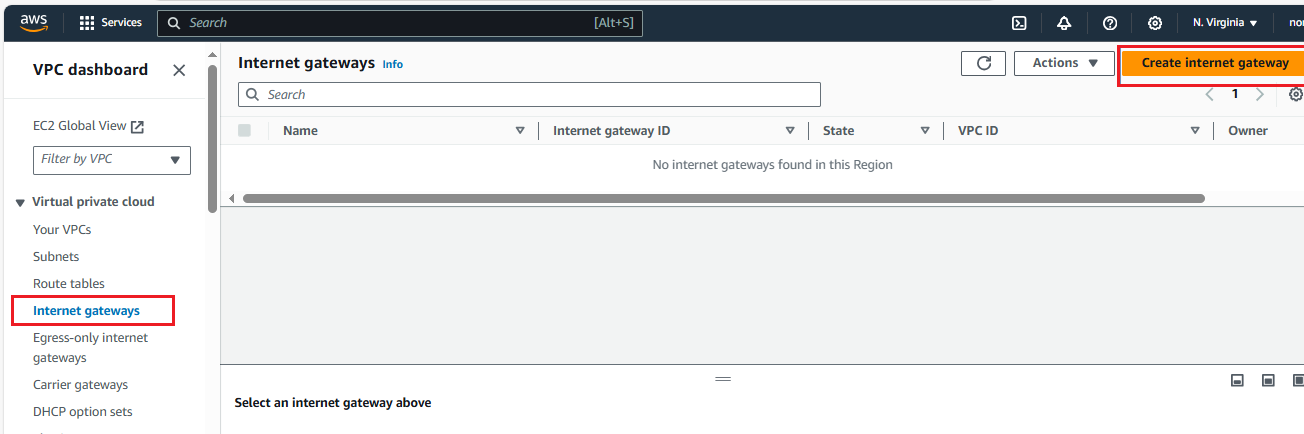 aws Services Search [Alt+S] N. Virginia
VPC dashboard
EC2 Global View
Filter by VPC
Virtual private cloud
Your VPCs
Subnets
Route tables
Internet gateways
Egress-only internet
gateways
Carrier gateways
DHCP option sets
Internet gateways Info Actions Create internet gateway
Search 1
Name Internet gateway ID State VPC ID Owner
No internet gateways found in this Region
Select an internet gateway above